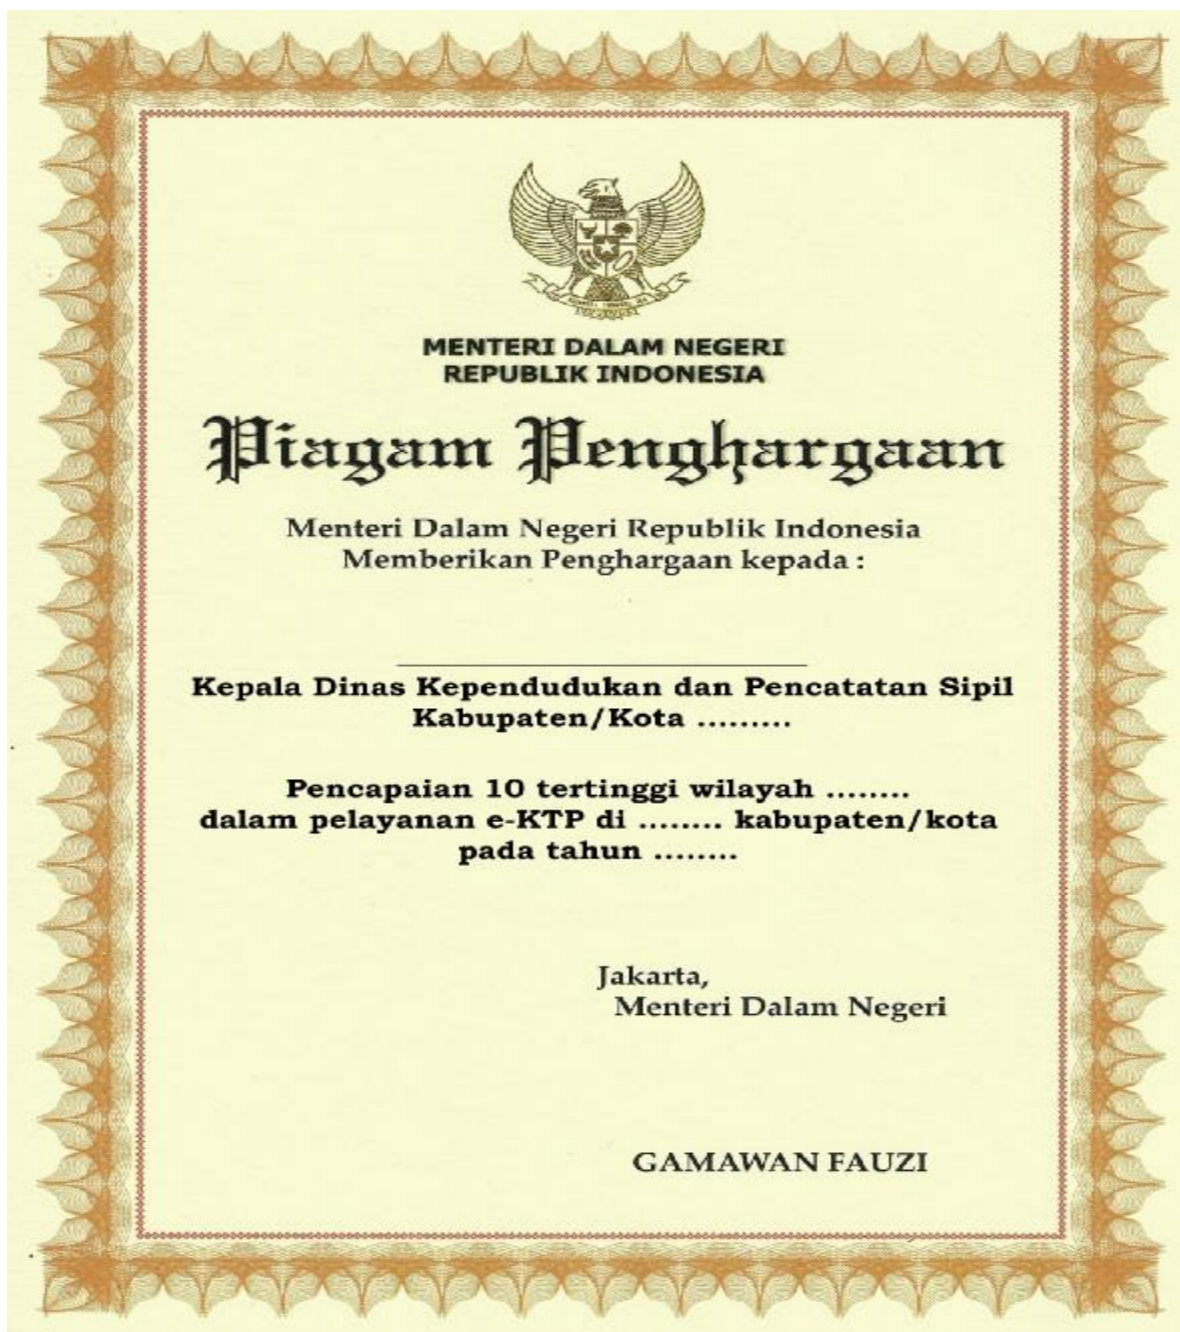 MENTERI DALAM NEGERI
REPUBLIK INDONESIA
Piagam Penghargaan
Menteri Dalam Negeri Republik Indonesia
Memberikan Penghargaan kepada :
Kepala Dinas Kependudukan dan Pencatatan Sipil
Kabupaten/Kota .........
Pencapaian 10 tertinggi wilayah ........
dalam pelayanan e-KTP di ........ kabupaten/kota
pada tahun ........
Jakarta,
Menteri Dalam Negeri
GAMAWAN FAUZI